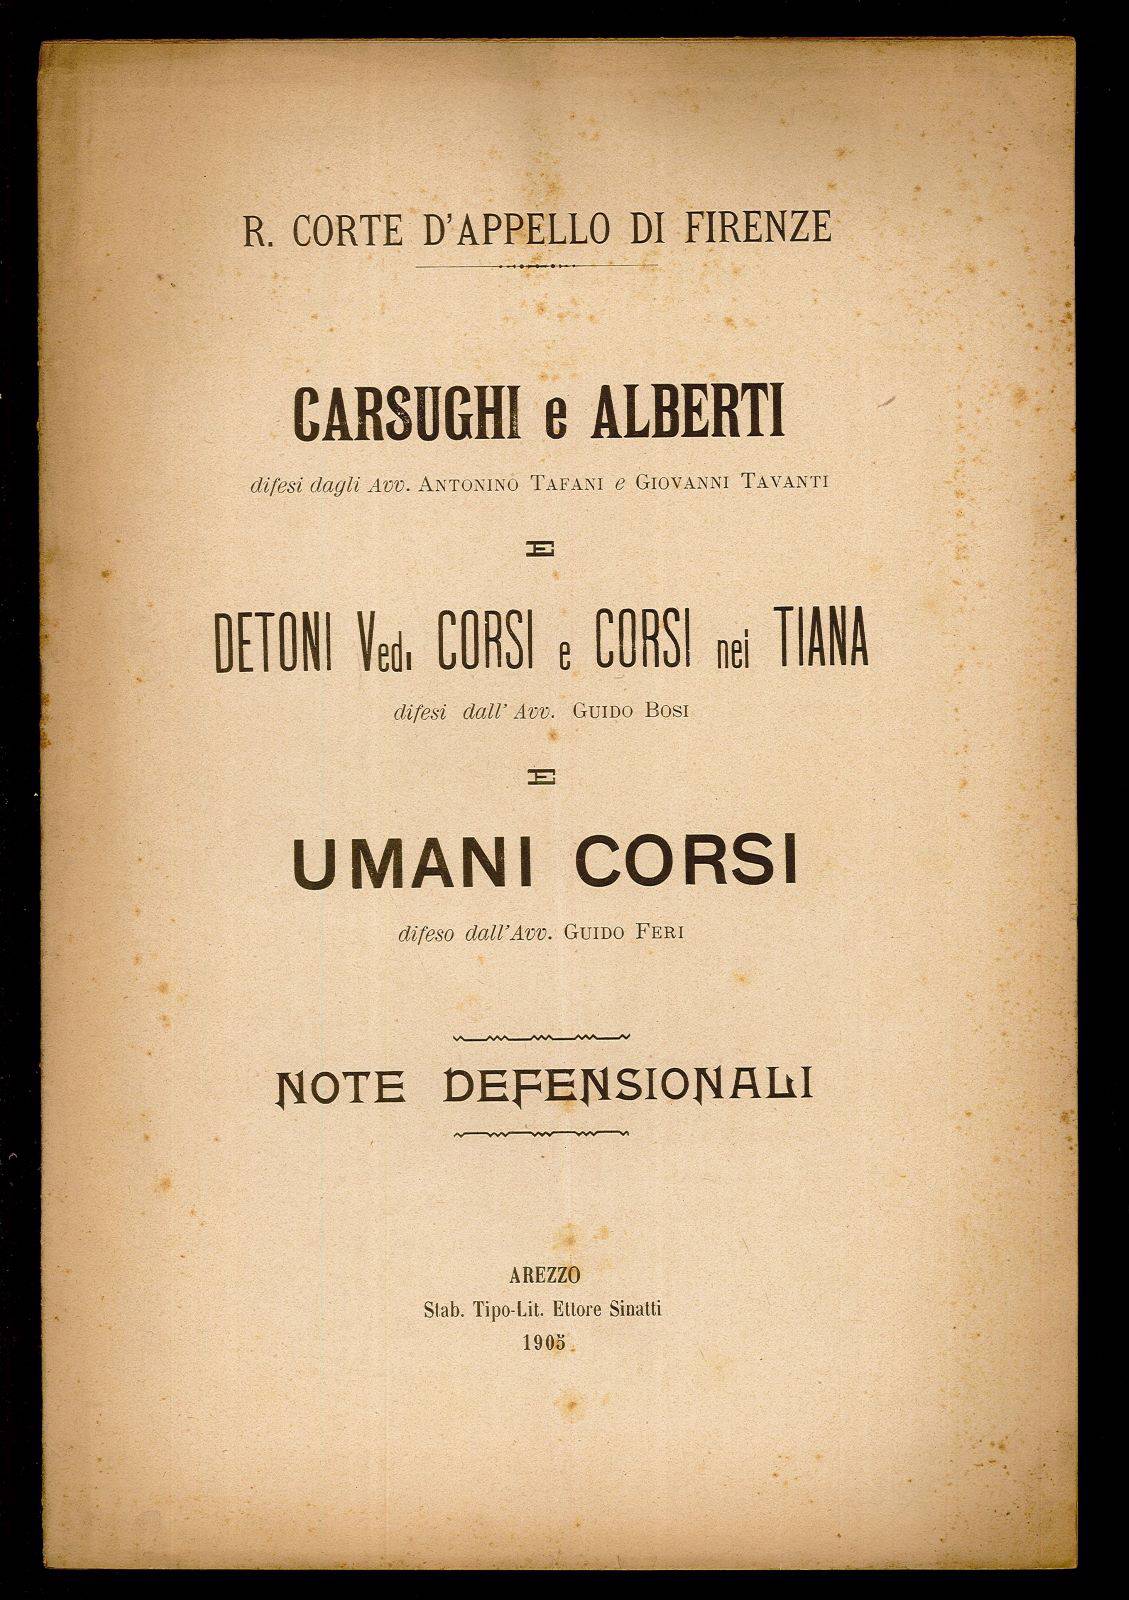 R. CORTE D'APPELLO DI FIRENZE
CARSUGHI e ALBERTI
difesi dagli Avv. ANTONINO TAFANI e GIOVANNI TAVANTI
E
DETONI Ved. CORSI e CORSI nei TIANA
difesi dall' Avv. GUIDO BOSI
E
UMANI CORSI
difeso dall'Avv. GUIDO FERI
NOTE DEFENSIONALI
AREZZO
Stab. Tipo-Lit. Ettore Sinatti
1905